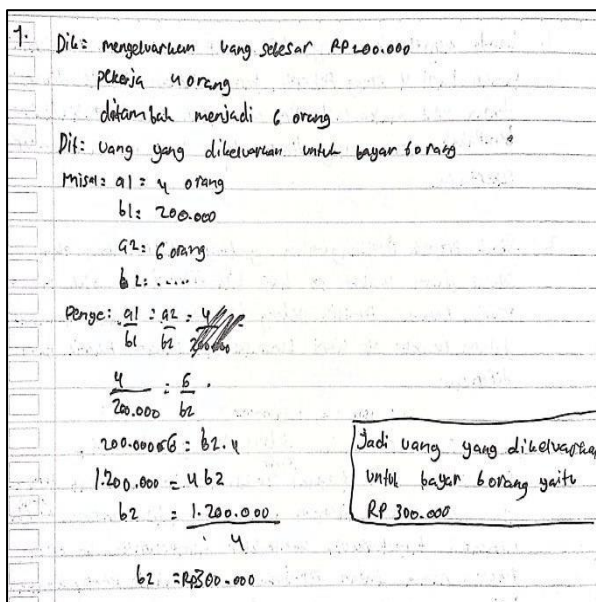 1. Dik: mengeluarkan uang sebesar RP 200.000
pekerja 4 orang
ditambah menjadi 6 orang
Dit: uang yang dikeluarkan untuk bayar 6 orang
Misal: a1 = 4 orang
b1: 200.000
a2: 6 orang
b2: .....
Penye: a1/b1 = a2/b2 =
4/200.000 = 6/b2
200.000 6 = b2.4
1.200.000 = 4 b2
b2 = 1.200.000/4
b2 = Rp300.000
Jadi uang yang dikeluarkan
untuk bayar 6 orang yaitu
RP 300.000